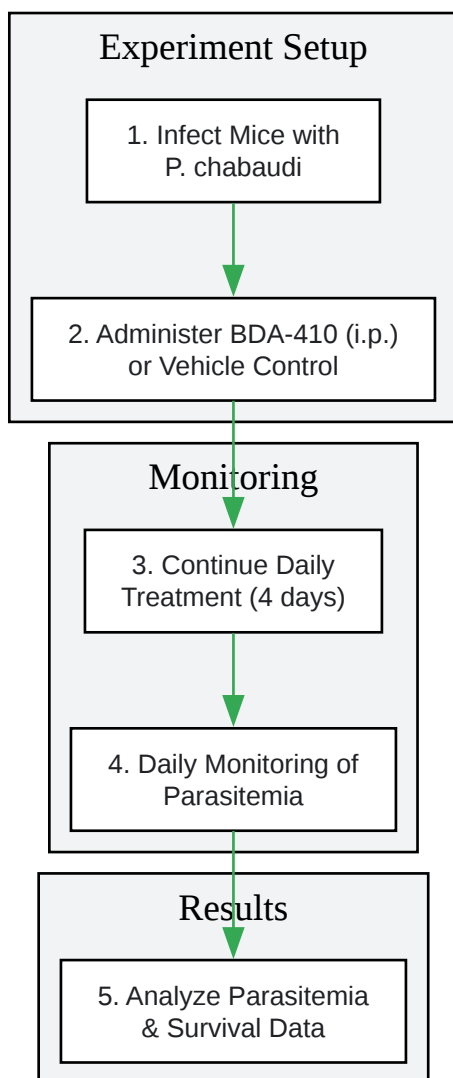 Experiment Setup
1. Infect Mice with
P. chabaudi
2. Administer BDA-410 (i.p.)
or Vehicle Control
Monitoring
3. Continue Daily
Treatment (4 days)
4. Daily Monitoring of
Parasitemia
Results
5. Analyze Parasitemia
& Survival Data